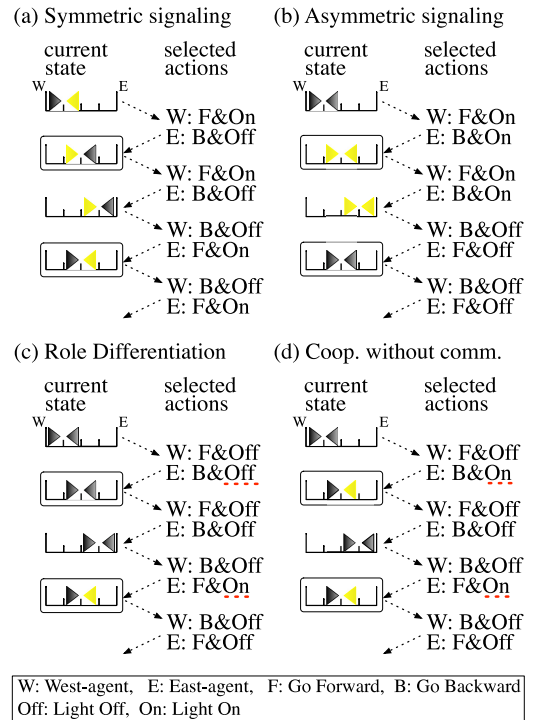 (a) Symmetric signaling
current selected
state actions
W E
W: F&On
E: B&Off
W: F&On
E: B&Off
W: B&Off
E: F&On
W: B&Off
E: F&On
(b) Asymmetric signaling
current selected
state actions
W E
W: F&On
E: B&On
W: F&On
E: B&On
W: B&Off
E: F&Off
W: B&Off
E: F&Off
(c) Role Differentiation
current selected
state actions
W E
W: F&Off
E: B&Off
W: F&Off
E: B&Off
W: B&Off
E: F&On
W: B&Off
E: F&Off
(d) Coop. without comm.
current selected
state actions
W E
W: F&Off
E: B&On
W: F&Off
E: B&Off
W: B&Off
E: F&On
W: B&Off
E: F&Off
W: West-agent, E: East-agent, F: Go Forward, B: Go Backward
Off: Light Off, On: Light On